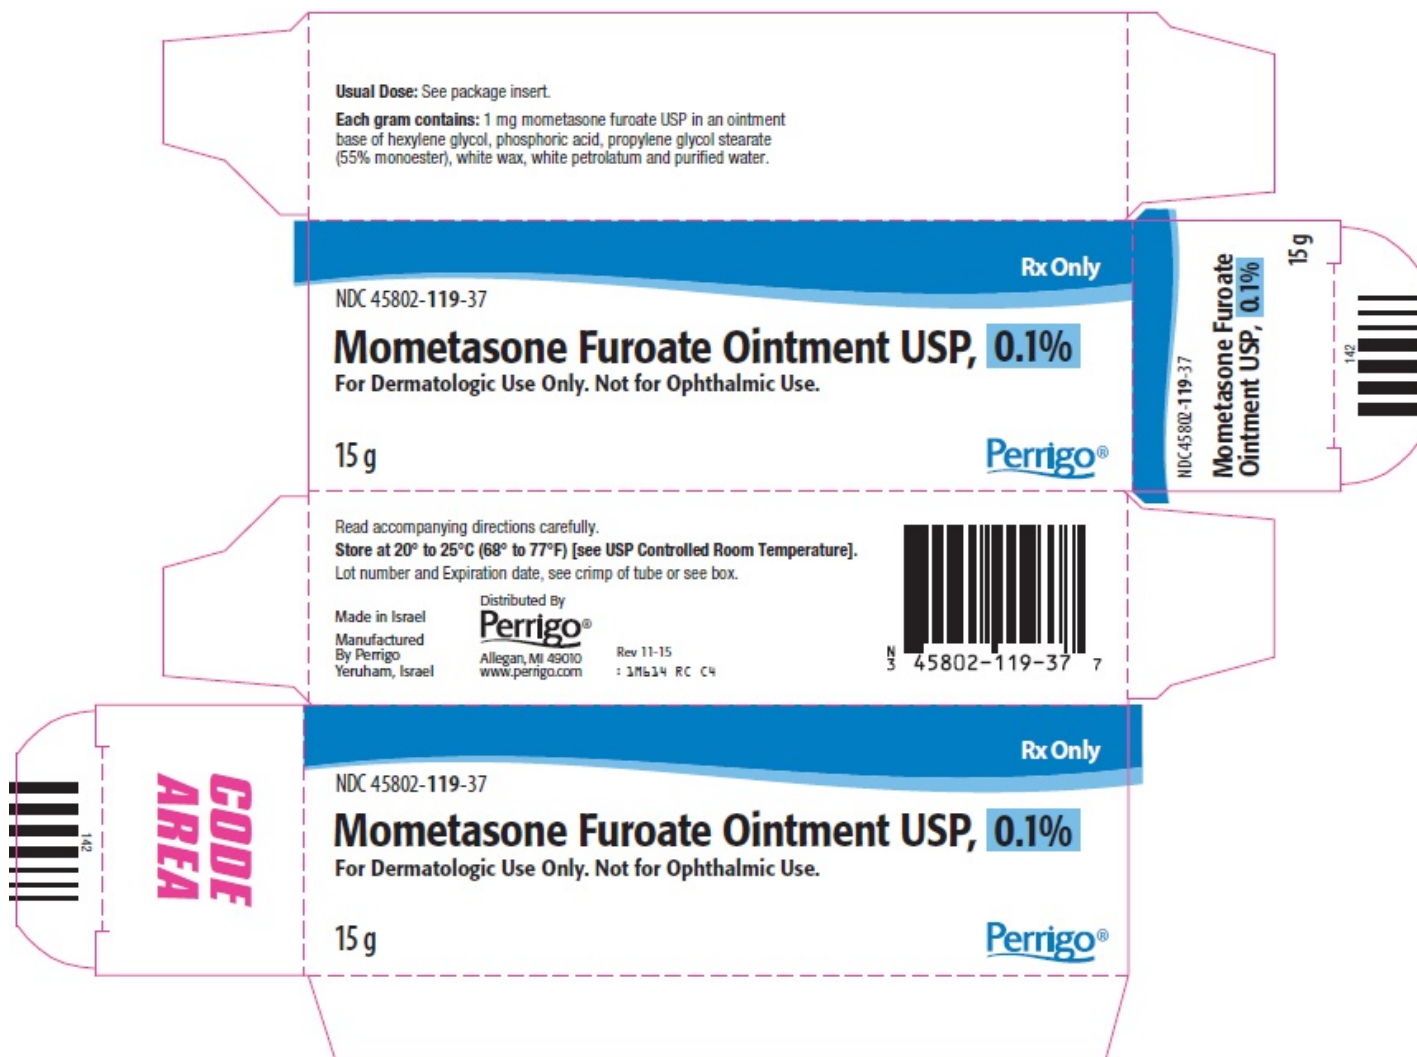 Usual Dose: See package insert.
Each gram contains: 1 mg mometasone furoate USP in an ointment
base of hexylene glycol, phosphoric acid, propylene glycol stearate
(55% monoester), white wax, white petrolatum and purified water.
Rx Only
NDC 45802-119-37
Mometasone Furoate Ointment USP, 0.1%
For Dermatologic Use Only. Not for Ophthalmic Use.
15 g
Perrigo®
NDC45802-119-37
Mometasone Furoate
Ointment USP, 0.1%
15 g
142
Read accompanying directions carefully.
Store at 20° to 25°C (68° to 77°F) [see USP Controlled Room Temperature].
Lot number and Expiration date, see crimp of tube or see box.
Made in Israel
Manufactured
By Perrigo
Yeruham, Israel
Distributed By
Perrigo®
Allegan, MI 49010
www.perrigo.com
Rev 11-15
: 1M614 RC C4
N
3 45802-119-37 7
142
CODE
AREA
Rx Only
NDC 45802-119-37
Mometasone Furoate Ointment USP, 0.1%
For Dermatologic Use Only. Not for Ophthalmic Use.
15 g
Perrigo®